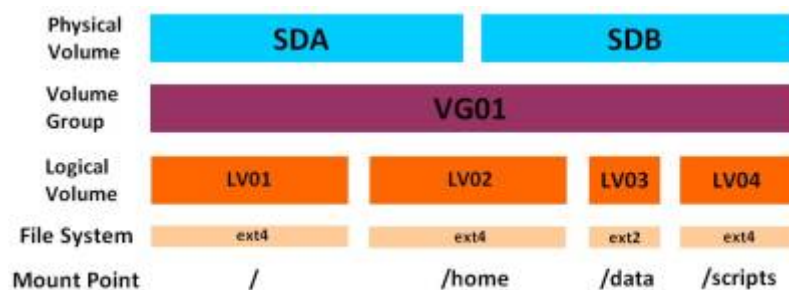 Physical
Volume
SDA
SDB
Volume
Group
VG01
Logical
Volume
LV01
LV02
LV03
LV04
File System
ext4
ext4
ext2
ext4
Mount Point
/
/home
/data
/scripts